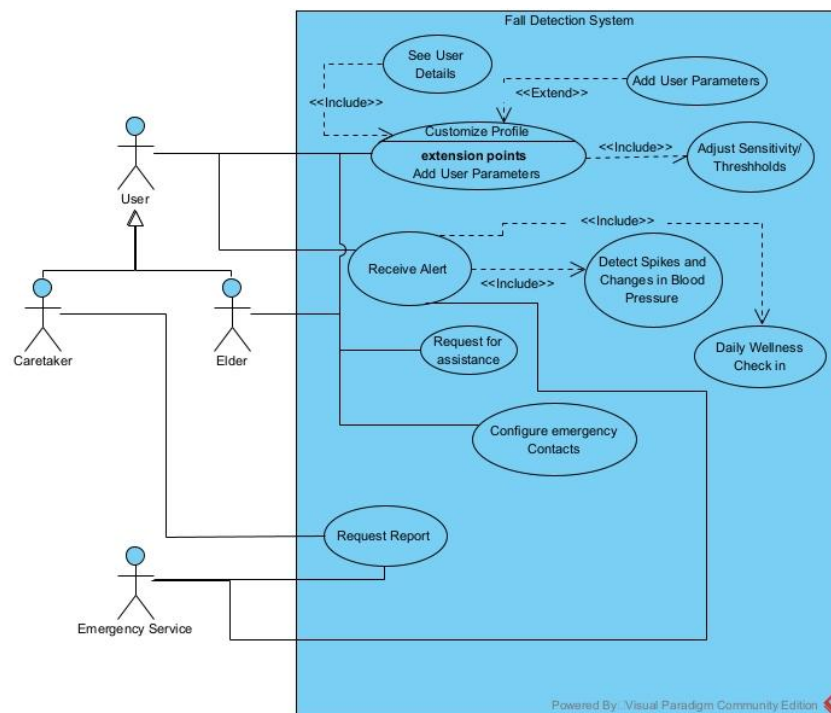 Fall Detection System
See User
Details
Add User Parameters
<<Extend>>
<<Include>>
Customize Profile
extension points
Add User Parameters
<<Include>>
Adjust Sensitivity/
Threshholds
User
<<Include>>
Receive Alert
<<Include>>
Detect Spikes and
Changes in Blood
Pressure
Caretaker
Elder
Request for
assistance
Daily Wellness
Check in
Configure emergency
Contacts
Request Report
Emergency Service
Powered By Visual Paradigm Community Edition